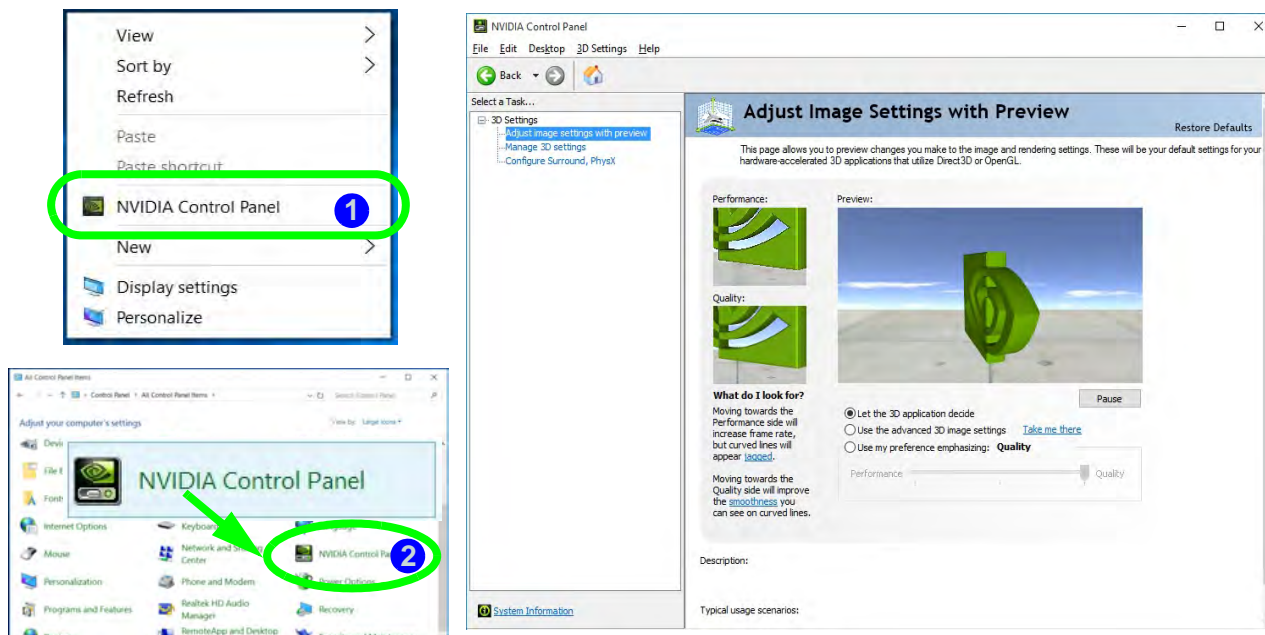 View
Sort by
Refresh
Paste
Paste shortcut
NVIDIA Control Panel
1
New
Display settings
Personalize
All Control Panel Items
Control Panel
All Control Panel Items
Search Control Panel
Adjust your computer's settings
View by: Large icons
Devi
File E
Font
NVIDIA Control Panel
Internet Options
Keyboard
Mouse
Network and Sharing Center
NVIDIA Control Pa
2
Personalization
Phone and Modem
Power Options
Programs and Features
Realtek HD Audio Manager
Recovery
RemoteApp and Desktop
NVIDIA Control Panel
File Edit Desktop 3D Settings Help
Back
Select a Task...
3D Settings
Adjust image settings with preview
Manage 3D settings
Configure Surround, PhysX
System Information
Adjust Image Settings with Preview
Restore Defaults
This page allows you to preview changes you make to the image and rendering settings. These will be your default settings for your
hardware-accelerated 3D applications that utilize Direct3D or OpenGL.
Performance:
Preview:
Quality:
What do I look for?
Moving towards the
Performance side will
increase frame rate,
but curved lines will
appear jagged.
Moving towards the
Quality side will improve
the smoothness you
can see on curved lines.
Pause
Let the 3D application decide
Use the advanced 3D image settings Take me there
Use my preference emphasizing: Quality
Performance
Quality
Description:
Typical usage scenarios: